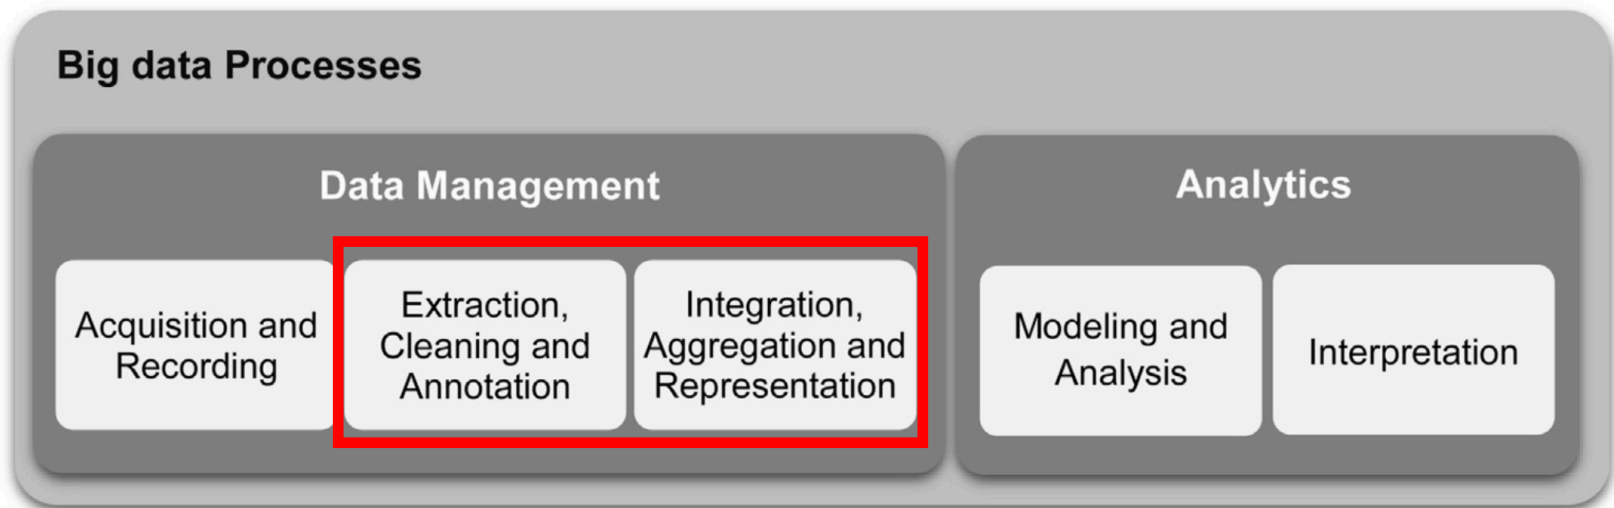 Big data Processes
Data Management
Acquisition and
Recording
Extraction,
Cleaning and
Annotation
Integration,
Aggregation and
Representation
Analytics
Modeling and
Analysis
Interpretation